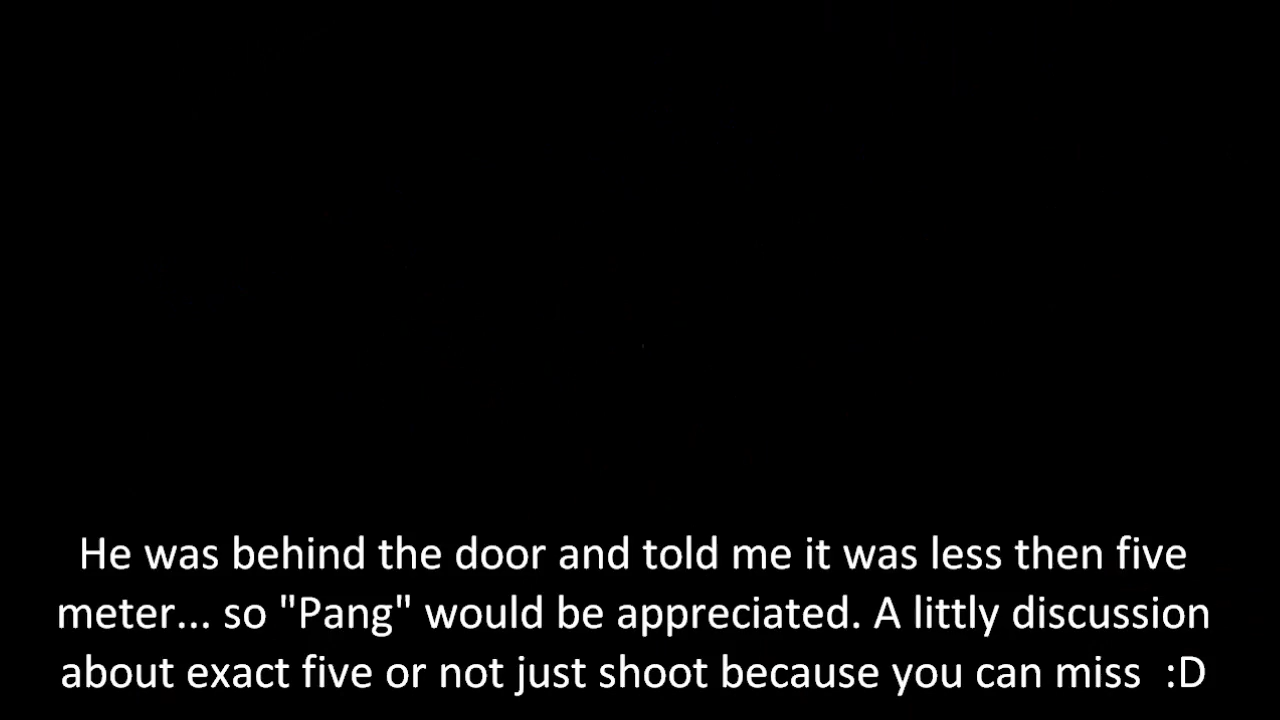 He was behind the door and told me it was less then five
meter... so "Pang" would be appreciated. A littly discussion
about exact five or not just shoot because you can miss  :D